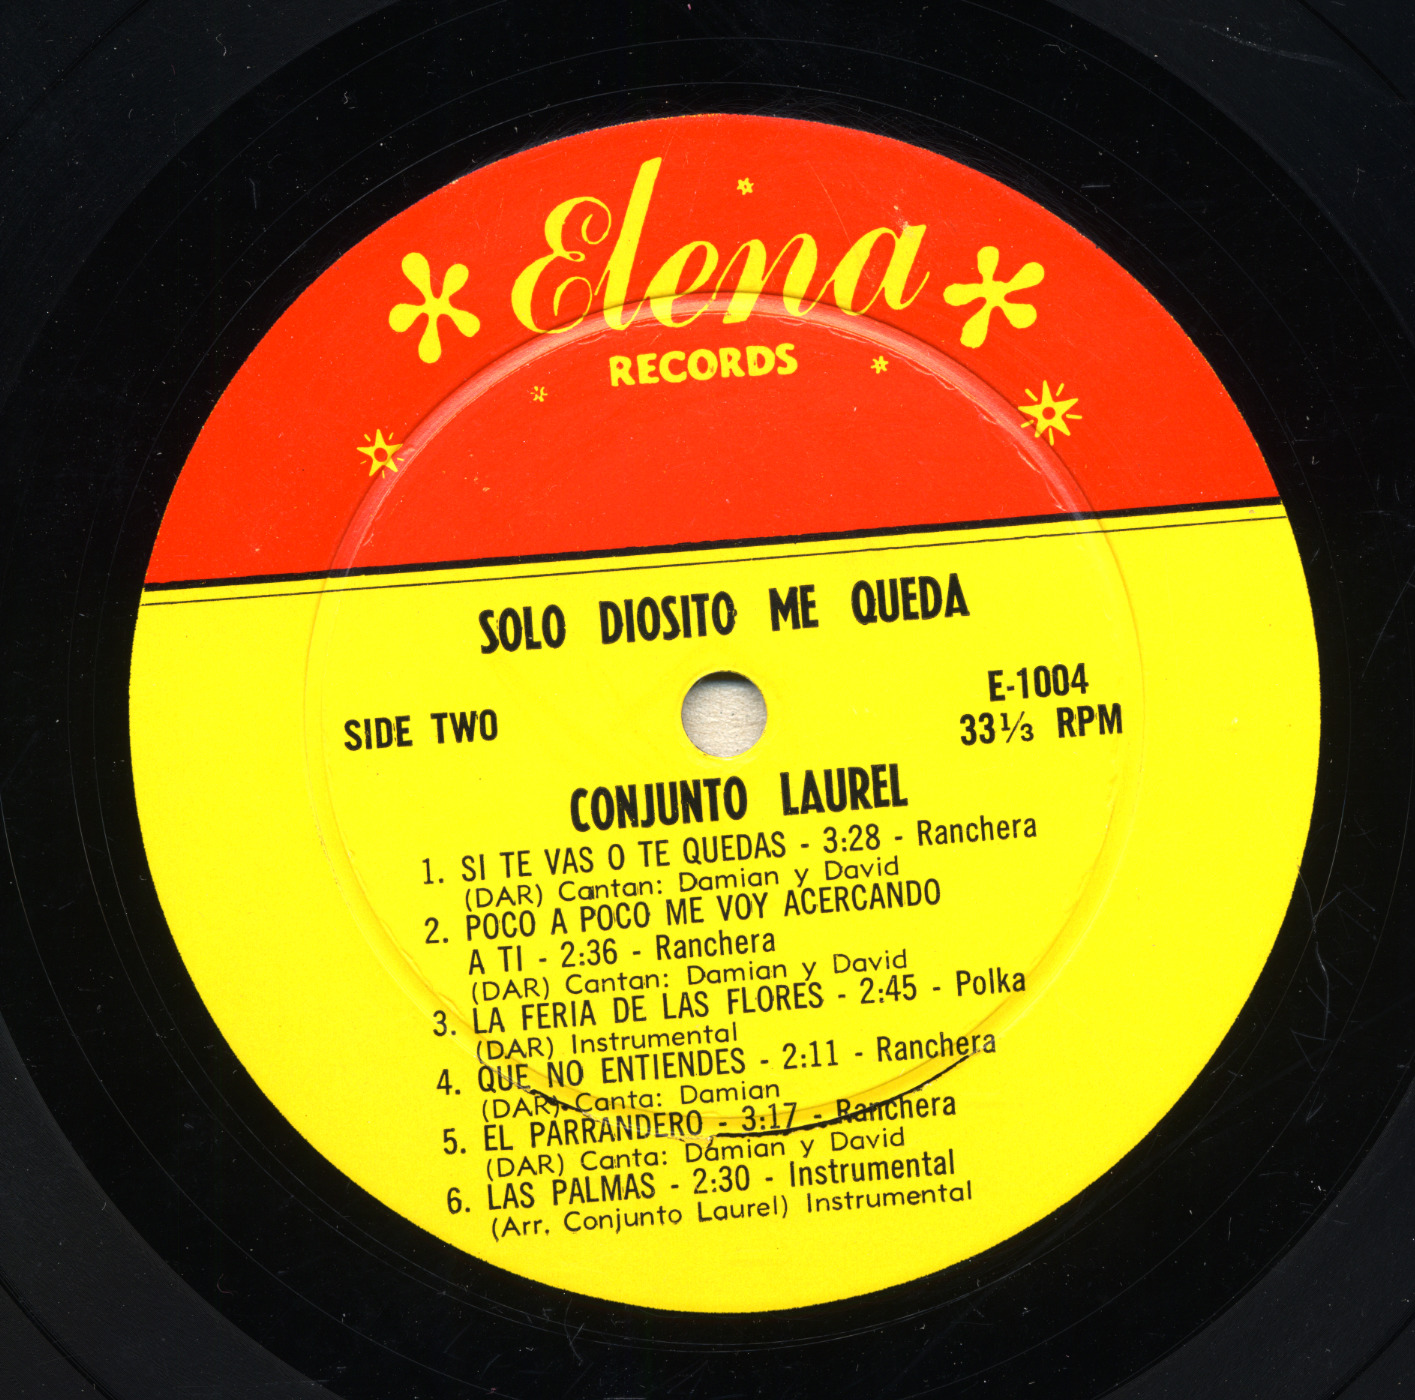 Elena
RECORDS
SOLO DIOSITO ME QUEDA
E-1004
SIDE TWO
33⅓ RPM
CONJUNTO LAUREL
1. SI TE VAS O TE QUEDAS - 3:28 - Ranchera
(DAR) Cantan: Damian y David
2. POCO A POCO ME VOY ACERCANDO
A TI - 2:36 - Ranchera
(DAR) Cantan: Damian y David
3. LA FERIA DE LAS FLORES - 2:45 - Polka
(DAR) Instrumental
4. QUE NO ENTIENDES - 2:11 - Ranchera
(DAR) Canta: Damian
5. EL PARRANDERO - 3:17 - Ranchera
(DAR) Canta: Damian y David
6. LAS PALMAS - 2:30 - Instrumental
(Arr. Conjunto Laurel) Instrumental